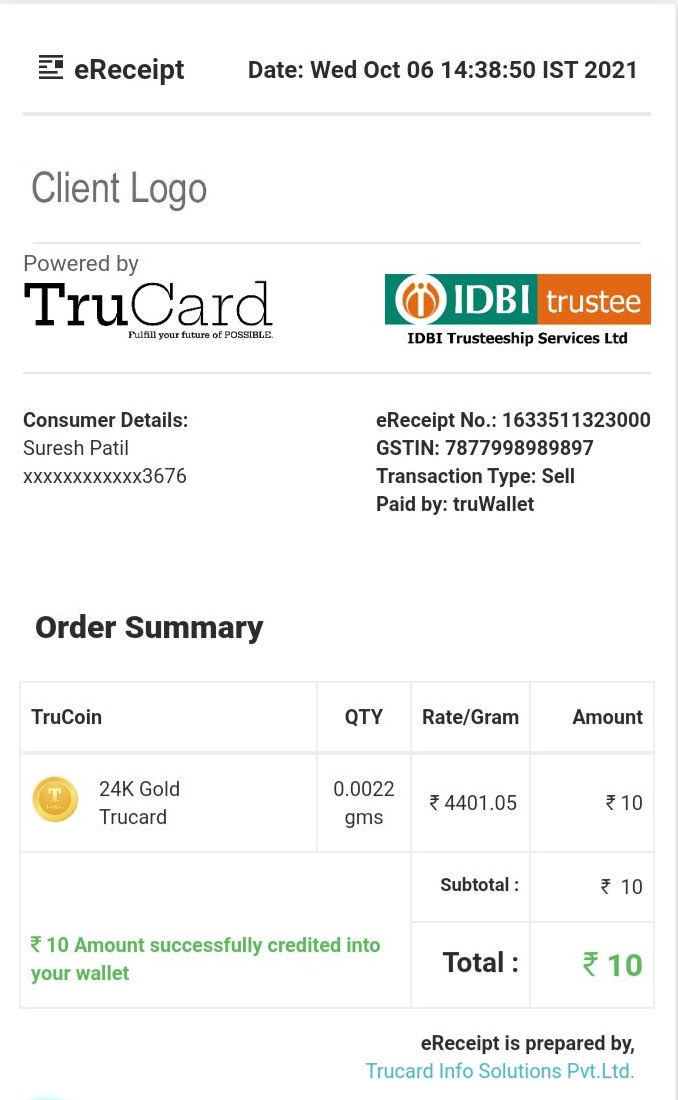 eReceipt
Date: Wed Oct 06 14:38:50 IST 2021
Client Logo
Powered by
TruCard
Fulfill your future of POSSIBLE.
IDBI trustee
IDBI Trusteeship Services Ltd
Consumer Details:
Suresh Patil
xxxxxxxxxxxx3676
eReceipt No.: 1633511323000
GSTIN: 7877998989897
Transaction Type: Sell
Paid by: truWallet
Order Summary
TruCoin QTY Rate/Gram Amount
24K Gold
Trucard
0.0022
gms
₹ 4401.05
₹ 10
Subtotal : ₹ 10
₹ 10 Amount successfully credited into
your wallet
Total : ₹ 10
eReceipt is prepared by,
Trucard Info Solutions Pvt.Ltd.